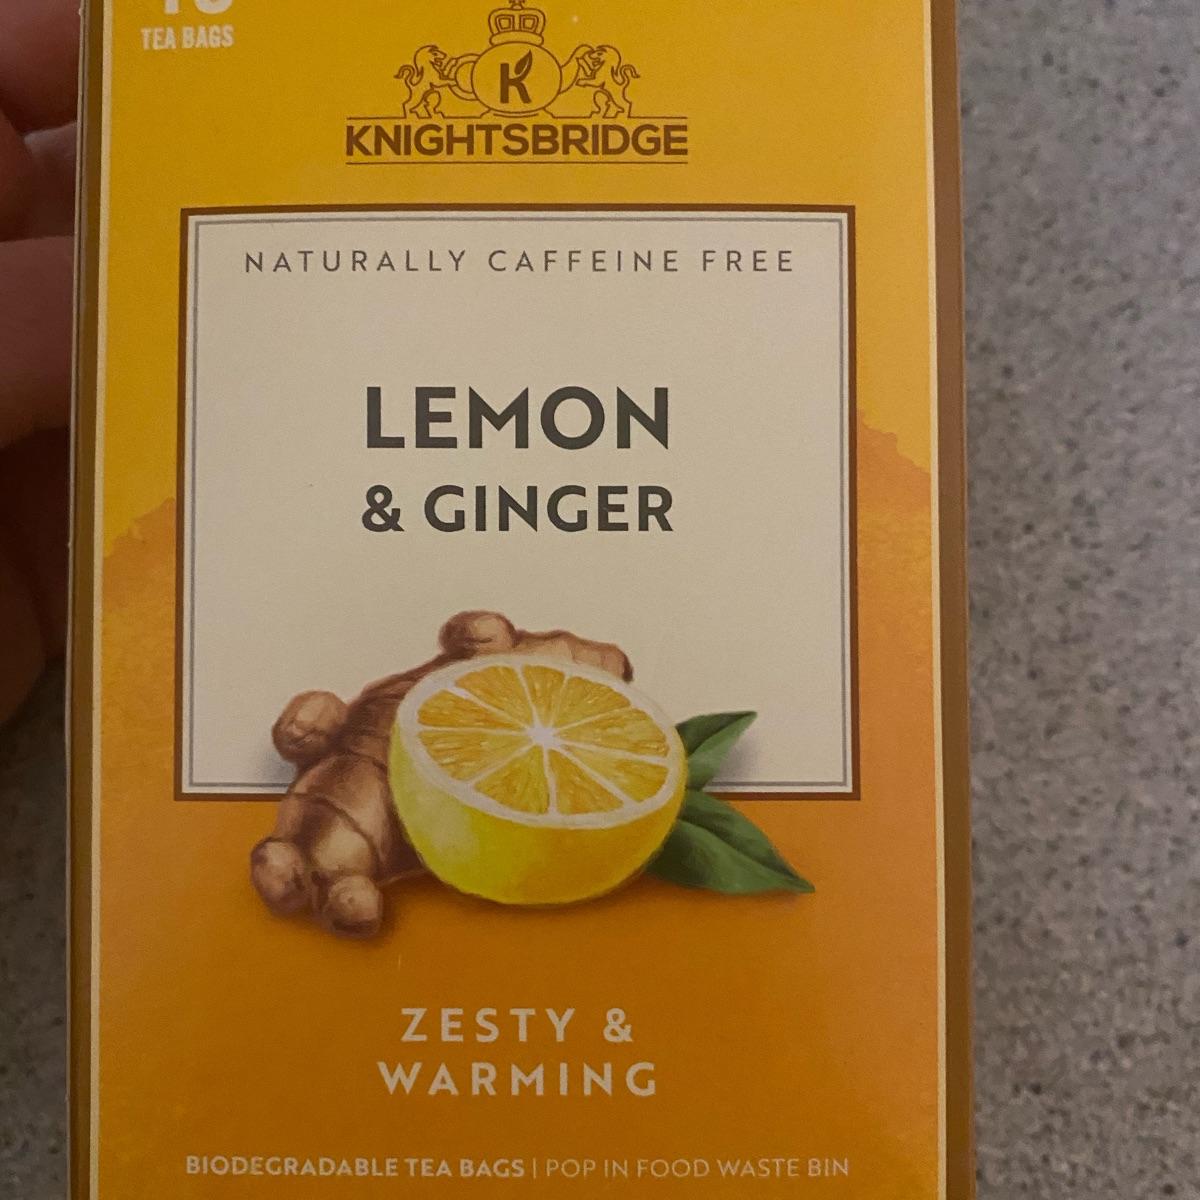 TEA BAGS
K
KNIGHTSBRIDGE
NATURALLY CAFFEINE FREE
LEMON
& GINGER
ZESTY &
WARMING
BIODEGRADABLE TEA BAGS | POP IN FOOD WASTE BIN